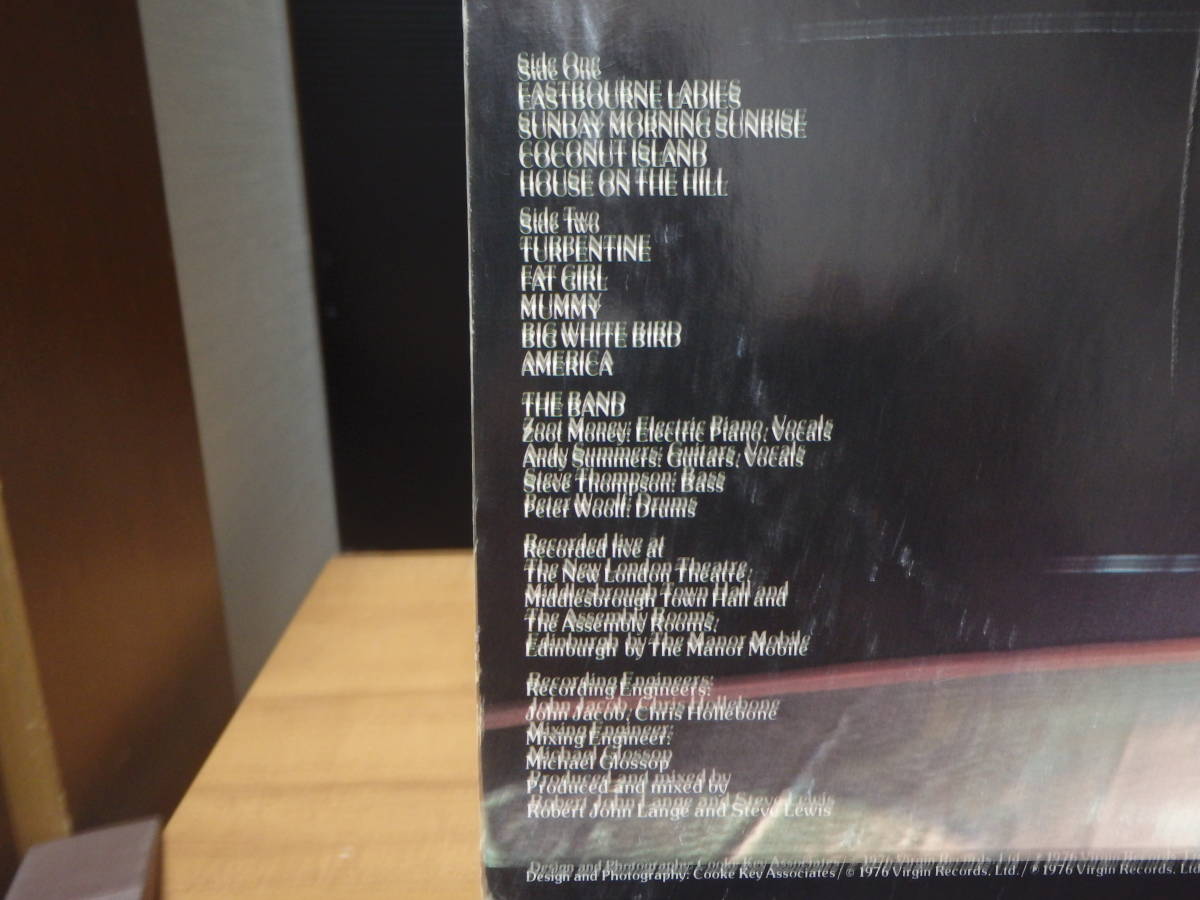 Side One
EASTBOURNE LADIES
SUNDAY MORNING SUNRISE
COCONUT ISLAND
HOUSE ON THE HILL
Side Two
TURPENTINE
FAT GIRL
MUMMY
BIG WHITE BIRD
AMERICA
THE BAND
Zoot Money: Electric Piano, Vocals
Andy Summers: Guitars, Vocals
Steve Thompson: Bass
Peter Woolf: Drums
Recorded live at
The New London Theatre,
Middlesbrough Town Hall and
The Assembly Rooms,
Edinburgh by The Manor Mobile
Recording Engineers:
John Jacob, Chris Hollebone
Mixing Engineer:
Michael Glossop
Produced and mixed by
Robert John Lange and Steve Lewis
Design and Photography: Cooke Key Associates/ © 1976 Virgin Records. Ltd./ ℗ 1976 Virgin Records. Ltd